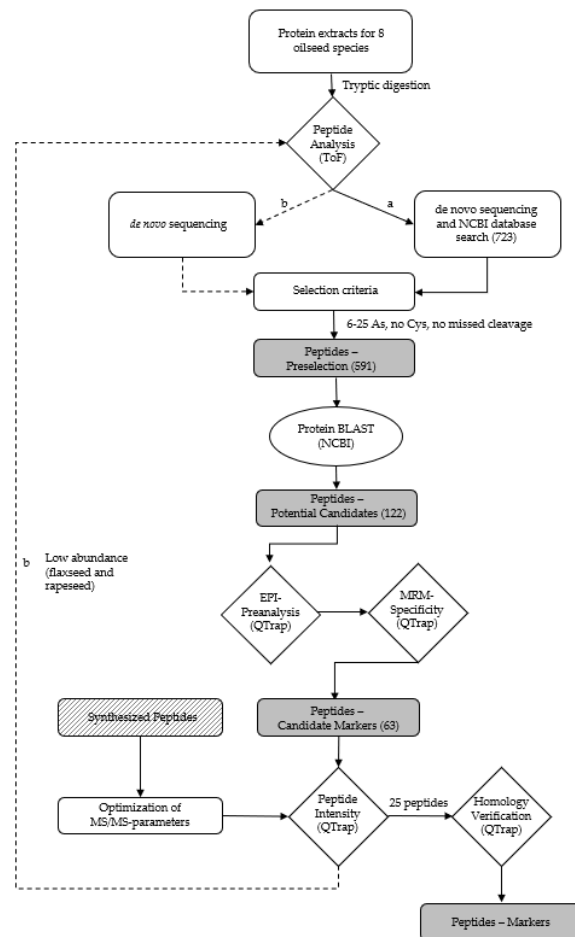 Protein extracts for 8
oilseed species
Tryptic digestion
Peptide
Analysis
(ToF)
b
a
de novo sequencing
de novo sequencing
and NCBI database
search (723)
Selection criteria
6-25 As, no Cys, no missed cleavage
Peptides –
Preselection (591)
Protein BLAST
(NCBI)
Peptides –
Potential Candidates (122)
b
Low abundance
(flaxseed and
rapeseed)
EPI-
Preanalysis
(QTrap)
MRM-
Specificity
(QTrap)
Synthesized Peptides
Peptides –
Candidate Markers (63)
Optimization of
MS/MS-parameters
Peptide
Intensity
(QTrap)
25 peptides
Homology
Verification
(QTrap)
Peptides – Markers